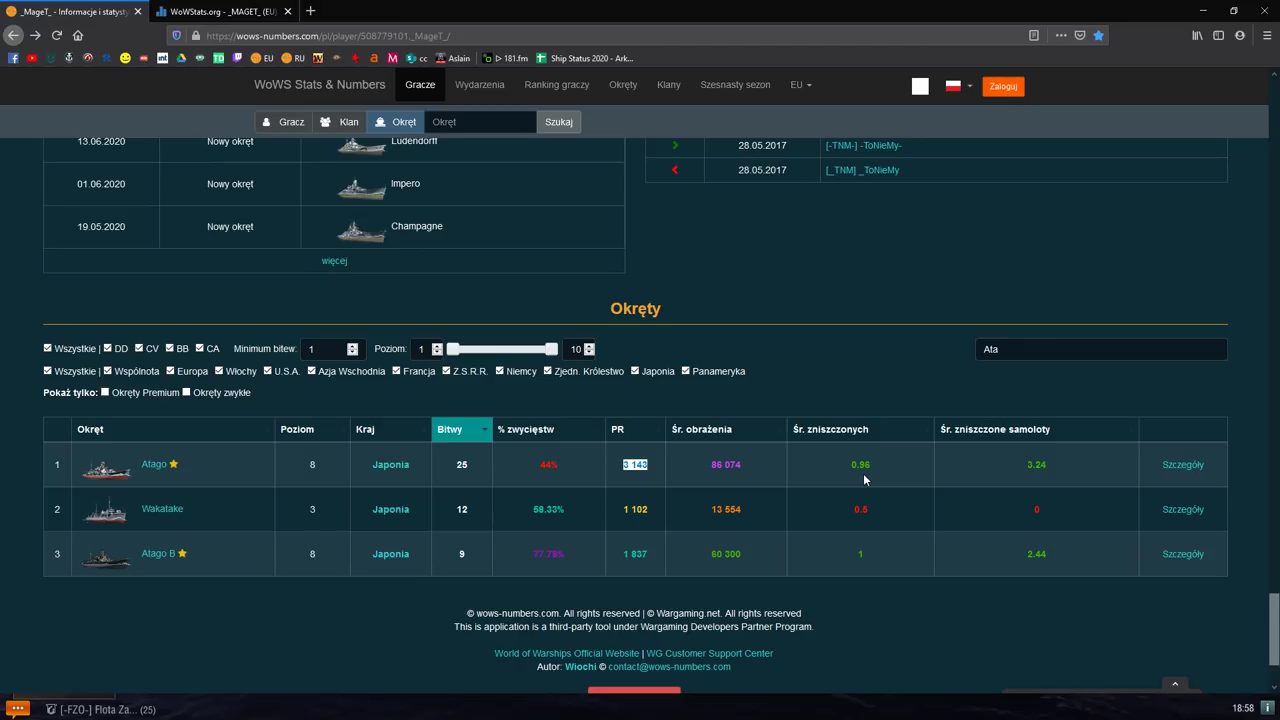 _MageT_ - Informacje i statysty
WoWStats.org - _MAGET_ (EU)
https://wows-numbers.com/pl/player/508779101,_MageT_/
EU
RU
cc
Aslain
181.fm
Ship Status 2020 - Ark...
WoWS Stats & Numbers
Gracze
Wydarzenia
Ranking graczy
Okręty
Klany
Szesnasty sezon
EU
Zaloguj
Gracz
Klan
Okręt
Okręt
Szukaj
13.06.2020 Nowy okręt Ludendorff
01.06.2020 Nowy okręt Impero
19.05.2020 Nowy okręt Champagne
więcej
28.05.2017 [-TNM-] -ToNieMy-
28.05.2017 [_TNM] _ToNieMy
Okręty
Wszystkie | DD CV BB CA Minimum bitew: 1 Poziom: 1 10 Ata
Wszystkie | Wspólnota Europa Włochy U.S.A. Azja Wschodnia Francja Z.S.R.R. Niemcy Zjedn. Królestwo Japonia Panameryka
Pokaż tylko: Okręty Premium Okręty zwykłe
Okręt Poziom Kraj Bitwy % zwycięstw PR Śr. obrażenia Śr. zniszczonych Śr. zniszczone samoloty
1 Atago 8 Japonia 25 44% 3 143 86 074 0.96 3.24 Szczegóły
2 Wakatake 3 Japonia 12 58.33% 1 102 13 554 0.5 0 Szczegóły
3 Atago B 8 Japonia 9 77.79% 1 837 60 300 1 2.44 Szczegóły
© wows-numbers.com. All rights reserved | © Wargaming.net. All rights reserved
This is application is a third-party tool under Wargaming Developers Partner Program.
World of Warships Official Website | WG Customer Support Center
Autor: Wiochi © contact@wows-numbers.com
[-FZO-] Flota Za... (25)
18:58